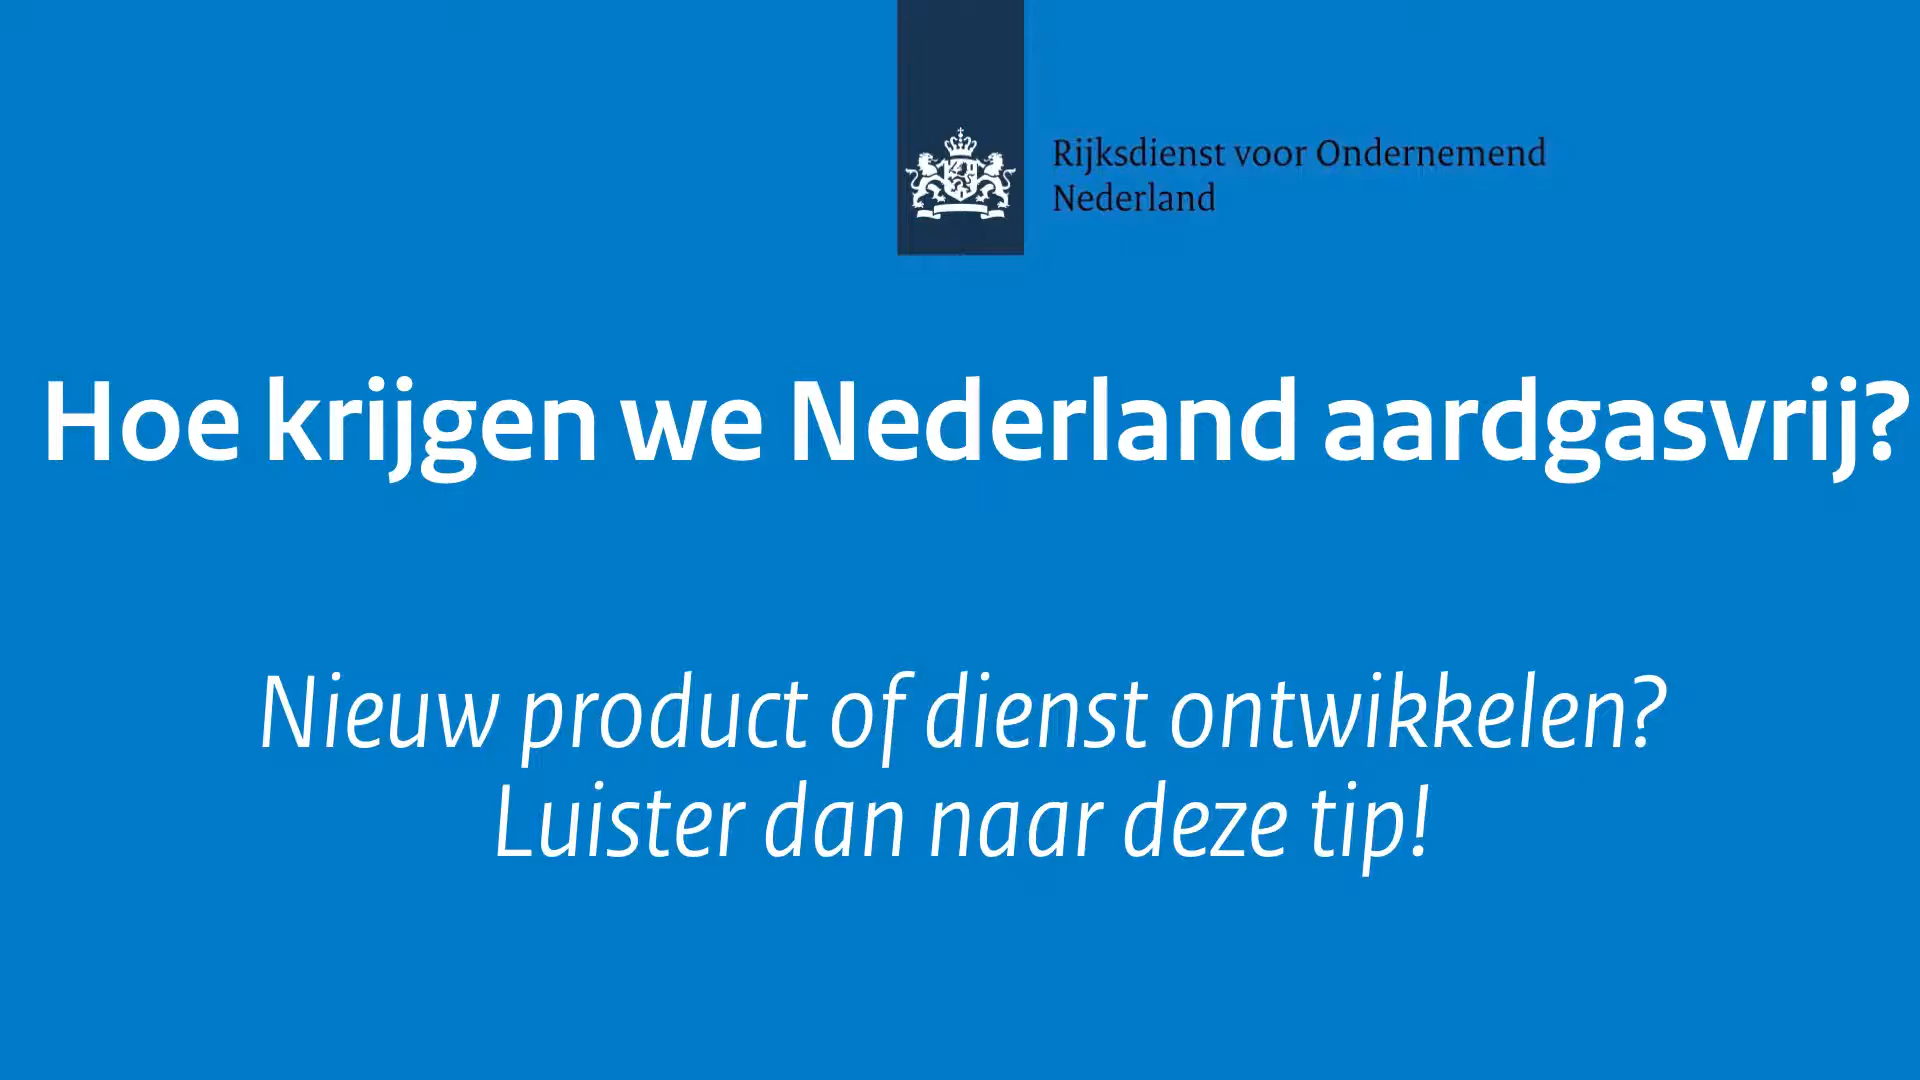 Rijksdienst voor Ondernemend
Nederland
Hoe krijgen we Nederland aardgasvrij?
Nieuw product of dienst ontwikkelen?
Luister dan naar deze tip!